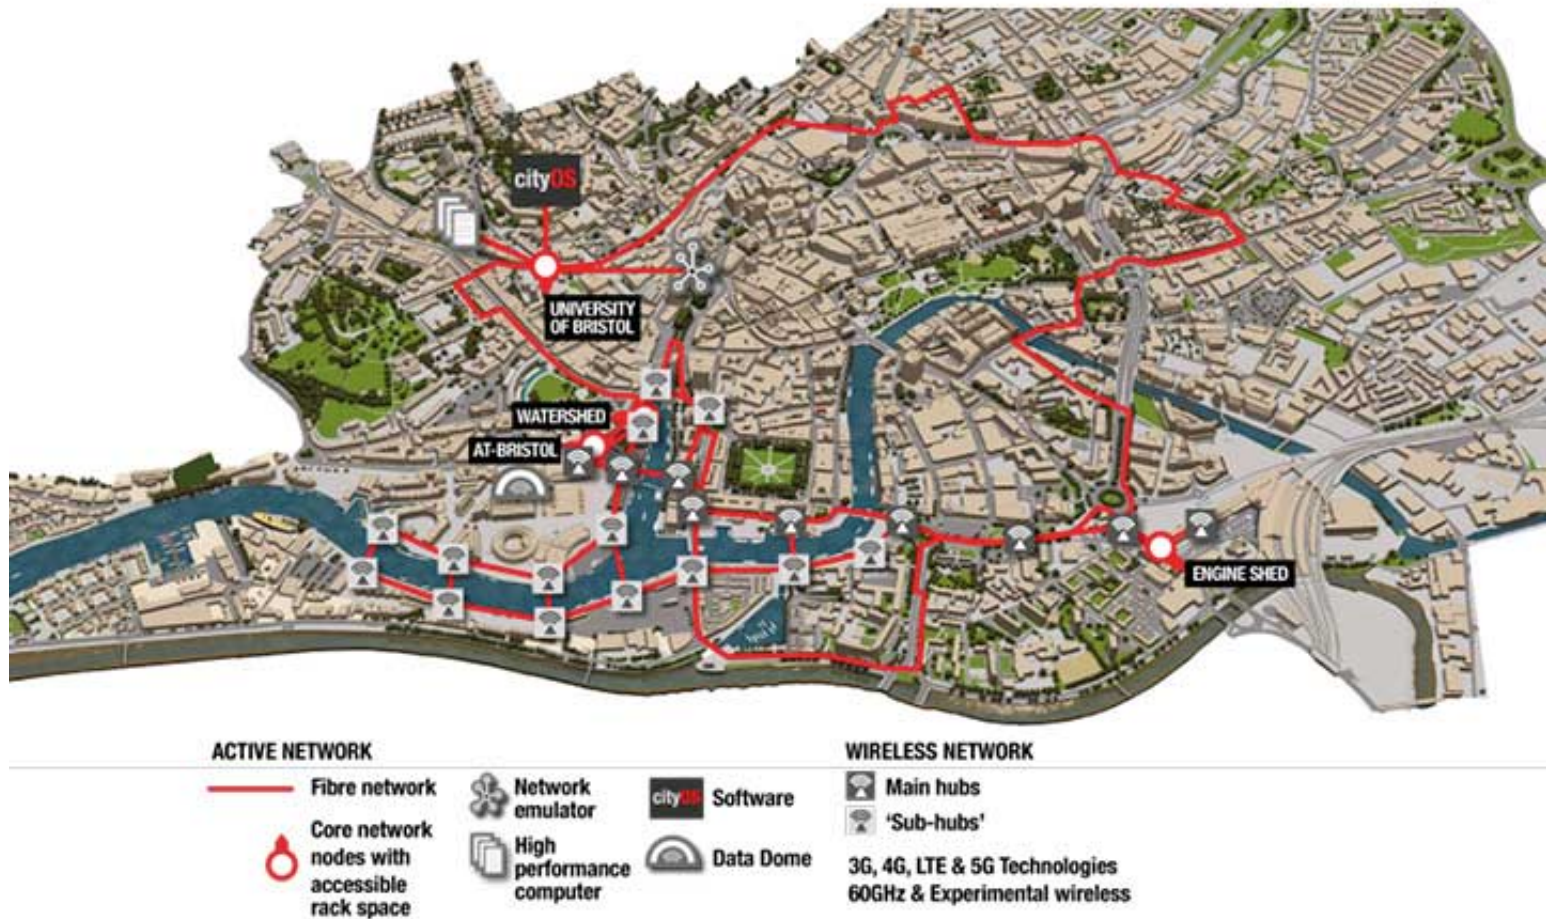 cityOS
UNIVERSITY
OF BRISTOL
WATERSHED
AT-BRISTOL
ENGINE SHED
ACTIVE NETWORK
Fibre network
Core network
nodes with
accessible
rack space
Network
emulator
High
performance
computer
cityOS
Software
Data Dome
WIRELESS NETWORK
Main hubs
‘Sub-hubs’
3G, 4G, LTE & 5G Technologies
60GHz & Experimental wireless